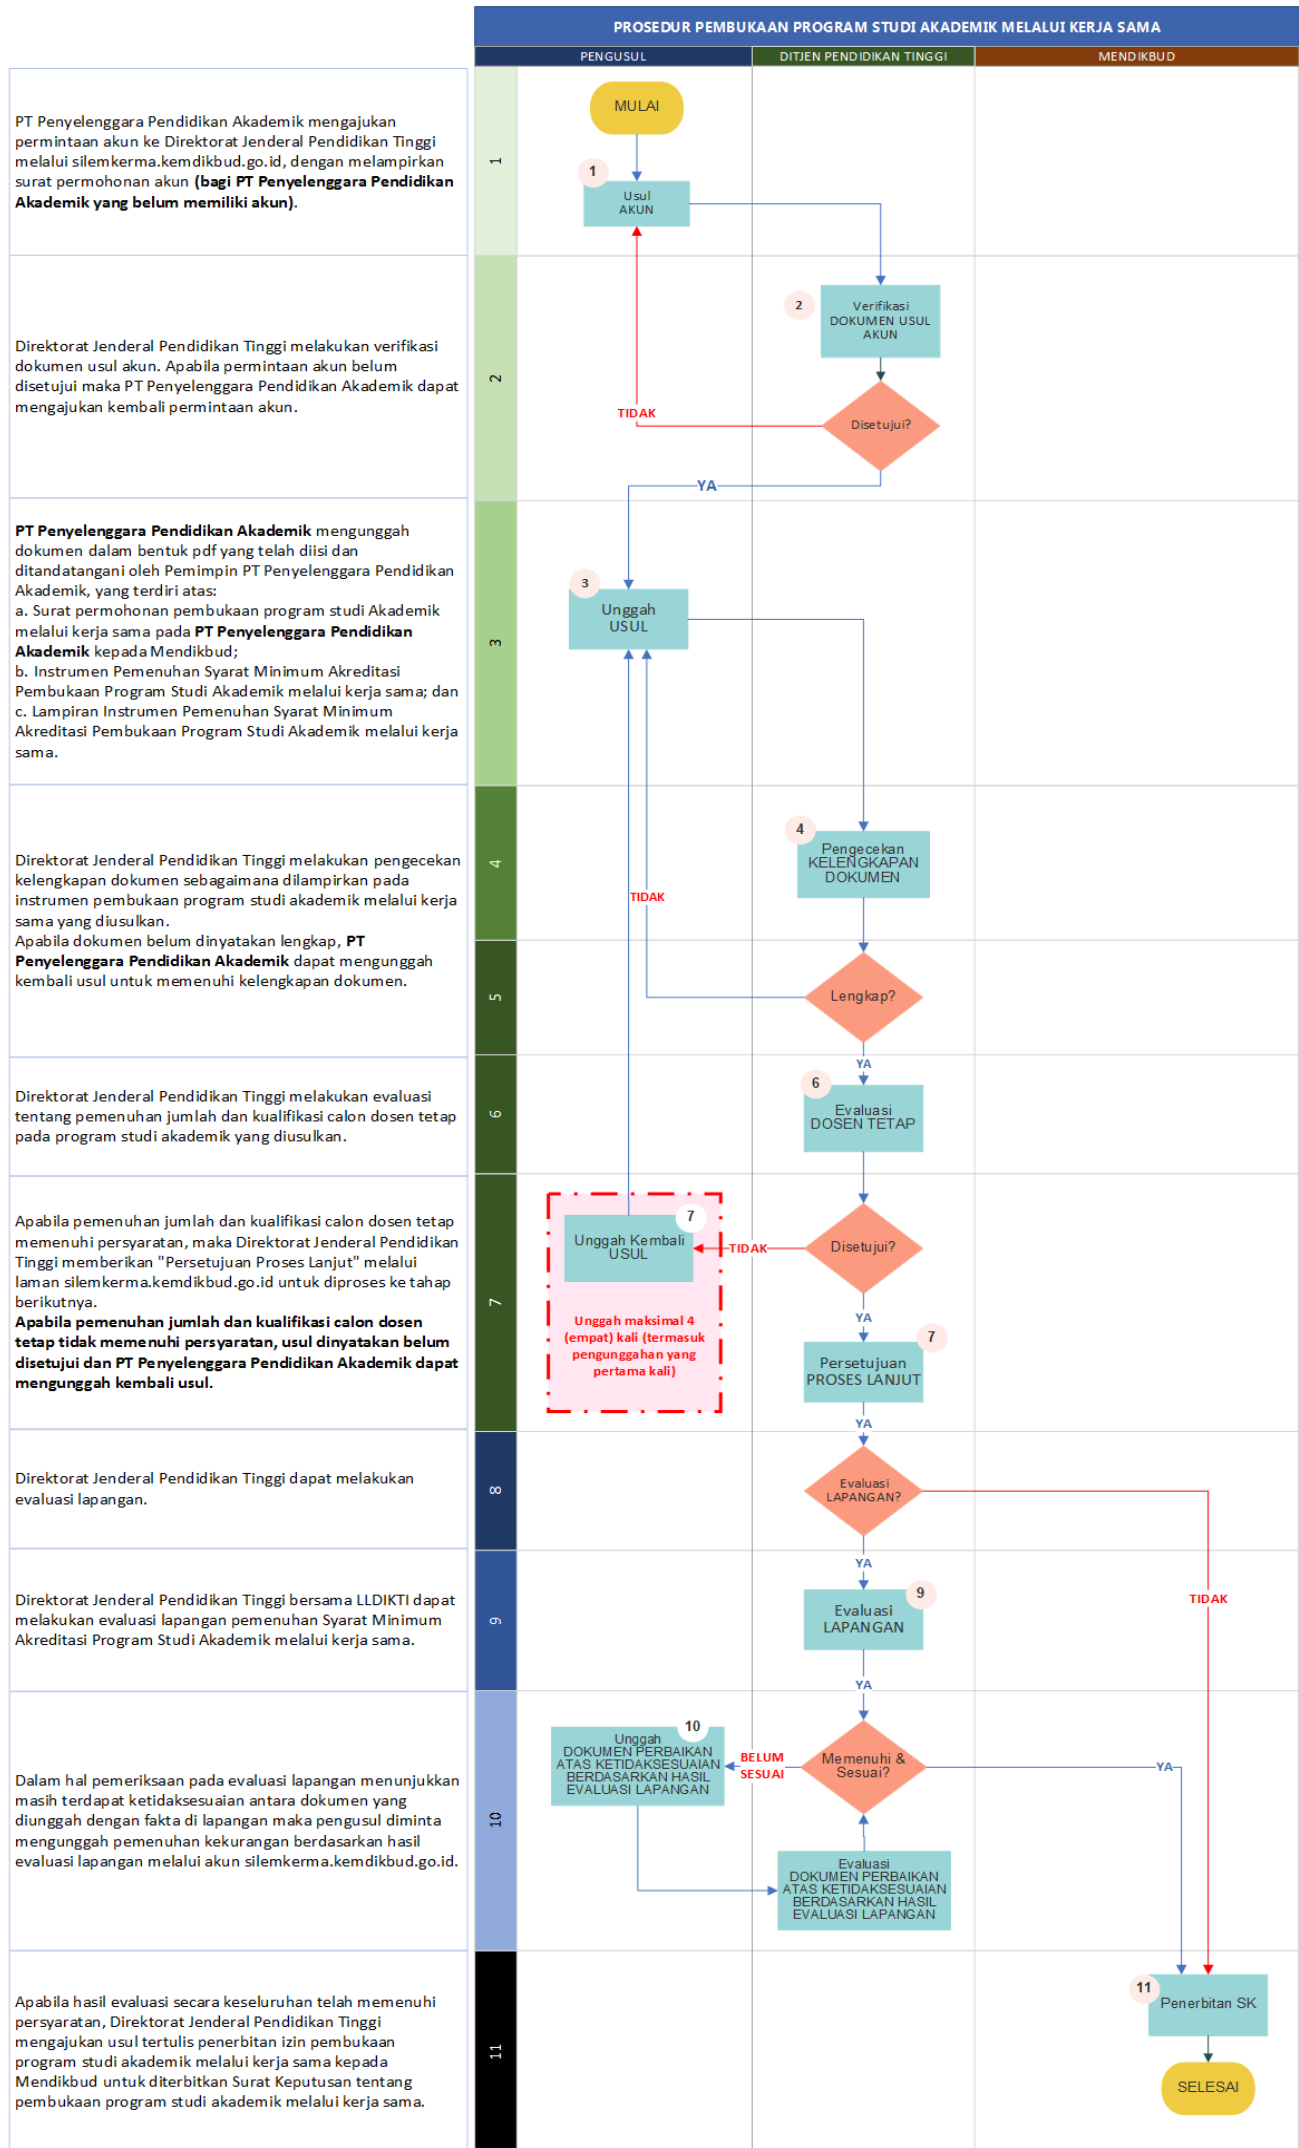 PROSEDUR PEMBUKAAN PROGRAM STUDI AKADEMIK MELALUI KERJA SAMA
PENGUSUL
DITJEN PENDIDIKAN TINGGI
MENDIKBUD
PT Penyelenggara Pendidikan Akademik mengajukan
permintaan akun ke Direktorat Jenderal Pendidikan Tinggi
melalui silemkerma.kemdikbud.go.id, dengan melampirkan
surat permohonan akun (bagi PT Penyelenggara Pendidikan
Akademik yang belum memiliki akun).
1
MULAI
1
Usul
AKUN
Direktorat Jenderal Pendidikan Tinggi melakukan verifikasi
dokumen usul akun. Apabila permintaan akun belum
disetujui maka PT Penyelenggara Pendidikan Akademik dapat
mengajukan kembali permintaan akun.
2
2
Verifikasi
DOKUMEN USUL
AKUN
Disetujui?
TIDAK
YA
PT Penyelenggara Pendidikan Akademik mengunggah
dokumen dalam bentuk pdf yang telah diisi dan
ditandatangani oleh Pemimpin PT Penyelenggara Pendidikan
Akademik, yang terdiri atas:
a. Surat permohonan pembukaan program studi Akademik
melalui kerja sama pada PT Penyelenggara Pendidikan
Akademik kepada Mendikbud;
b. Instrumen Pemenuhan Syarat Minimum Akreditasi
Pembukaan Program Studi Akademik melalui kerja sama; dan
c. Lampiran Instrumen Pemenuhan Syarat Minimum
Akreditasi Pembukaan Program Studi Akademik melalui kerja
sama.
3
3
Unggah
USUL
Direktorat Jenderal Pendidikan Tinggi melakukan pengecekan
kelengkapan dokumen sebagaimana dilampirkan pada
instrumen pembukaan program studi akademik melalui kerja
sama yang diusulkan.
Apabila dokumen belum dinyatakan lengkap, PT
Penyelenggara Pendidikan Akademik dapat mengunggah
kembali usul untuk memenuhi kelengkapan dokumen.
4
4
Pengecekan
KELENGKAPAN
DOKUMEN
TIDAK
5
Lengkap?
YA
Direktorat Jenderal Pendidikan Tinggi melakukan evaluasi
tentang pemenuhan jumlah dan kualifikasi calon dosen tetap
pada program studi akademik yang diusulkan.
6
6
Evaluasi
DOSEN TETAP
Apabila pemenuhan jumlah dan kualifikasi calon dosen tetap
memenuhi persyaratan, maka Direktorat Jenderal Pendidikan
Tinggi memberikan "Persetujuan Proses Lanjut" melalui
laman silemkerma.kemdikbud.go.id untuk diproses ke tahap
berikutnya.
Apabila pemenuhan jumlah dan kualifikasi calon dosen
tetap tidak memenuhi persyaratan, usul dinyatakan belum
disetujui dan PT Penyelenggara Pendidikan Akademik dapat
mengunggah kembali usul.
7
7
Unggah Kembali
USUL
TIDAK
Disetujui?
Unggah maksimal 4
(empat) kali (termasuk
pengunggahan yang
pertama kali)
YA
7
Persetujuan
PROSES LANJUT
YA
Direktorat Jenderal Pendidikan Tinggi dapat melakukan
evaluasi lapangan.
8
Evaluasi
LAPANGAN?
YA
TIDAK
Direktorat Jenderal Pendidikan Tinggi bersama LLDIKTI dapat
melakukan evaluasi lapangan pemenuhan Syarat Minimum
Akreditasi Program Studi Akademik melalui kerja sama.
9
9
Evaluasi
LAPANGAN
YA
Dalam hal pemeriksaan pada evaluasi lapangan menunjukkan
masih terdapat ketidaksesuaian antara dokumen yang
diunggah dengan fakta di lapangan maka pengusul diminta
mengunggah pemenuhan kekurangan berdasarkan hasil
evaluasi lapangan melalui akun silemkerma.kemdikbud.go.id.
10
10
Unggah
DOKUMEN PERBAIKAN
ATAS KETIDAKSESUAIAN
BERDASARKAN HASIL
EVALUASI LAPANGAN
BELUM
SESUAI
Memenuhi &
Sesuai?
YA
Evaluasi
DOKUMEN PERBAIKAN
ATAS KETIDAKSESUAIAN
BERDASARKAN HASIL
EVALUASI LAPANGAN
Apabila hasil evaluasi secara keseluruhan telah memenuhi
persyaratan, Direktorat Jenderal Pendidikan Tinggi
mengajukan usul tertulis penerbitan izin pembukaan
program studi akademik melalui kerja sama kepada
Mendikbud untuk diterbitkan Surat Keputusan tentang
pembukaan program studi akademik melalui kerja sama.
11
11
Penerbitan SK
SELESAI